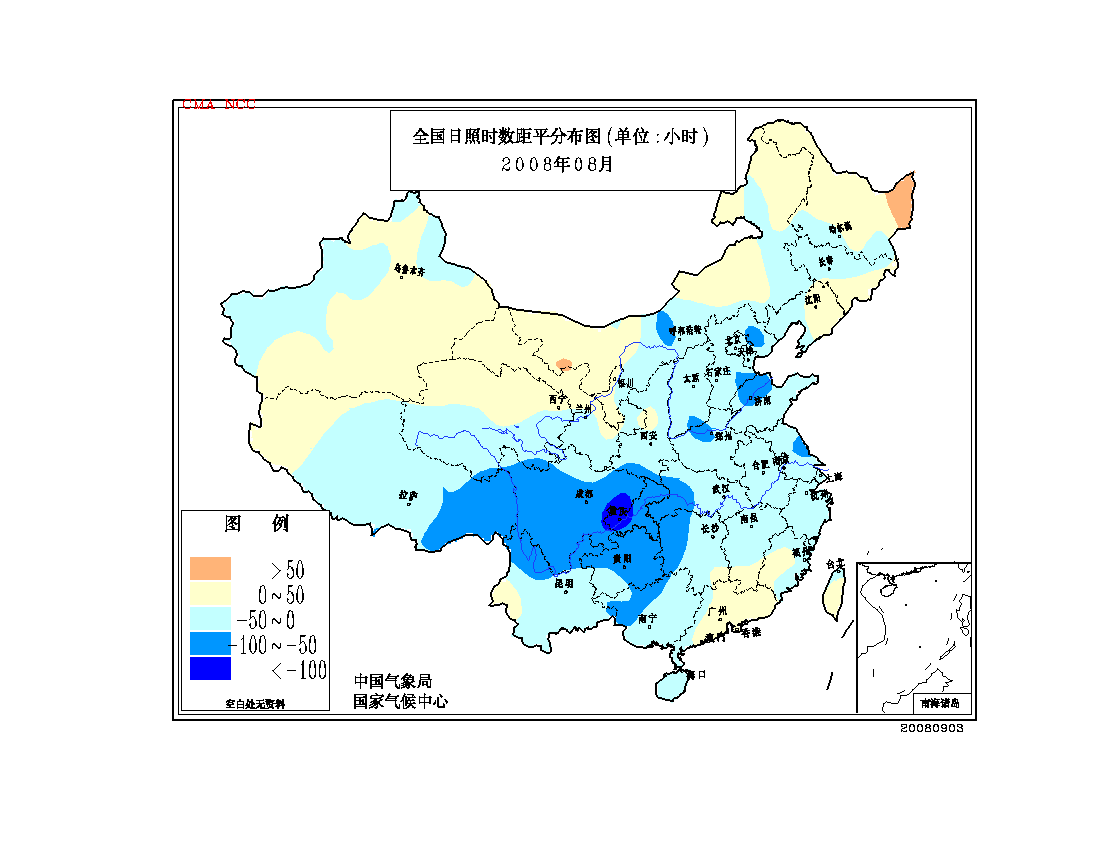 CMA NCC
全国日照时数距平分布图(单位:小时)
2008年08月
哈尔滨
长春
乌鲁木齐
沈阳
呼和浩特
北京
天津
银川
太原
石家庄
济南
西宁
兰州
西安
郑州
合肥
南京
上海
拉萨
成都
武汉
杭州
重庆
长沙
南昌
贵阳
福州
台北
昆明
广州
南宁
澳门
香港
海口
图 例
>50
0~50
-50~0
-100~-50
<-100
空白处无资料
中国气象局
国家气候中心
南海诸岛
20080903